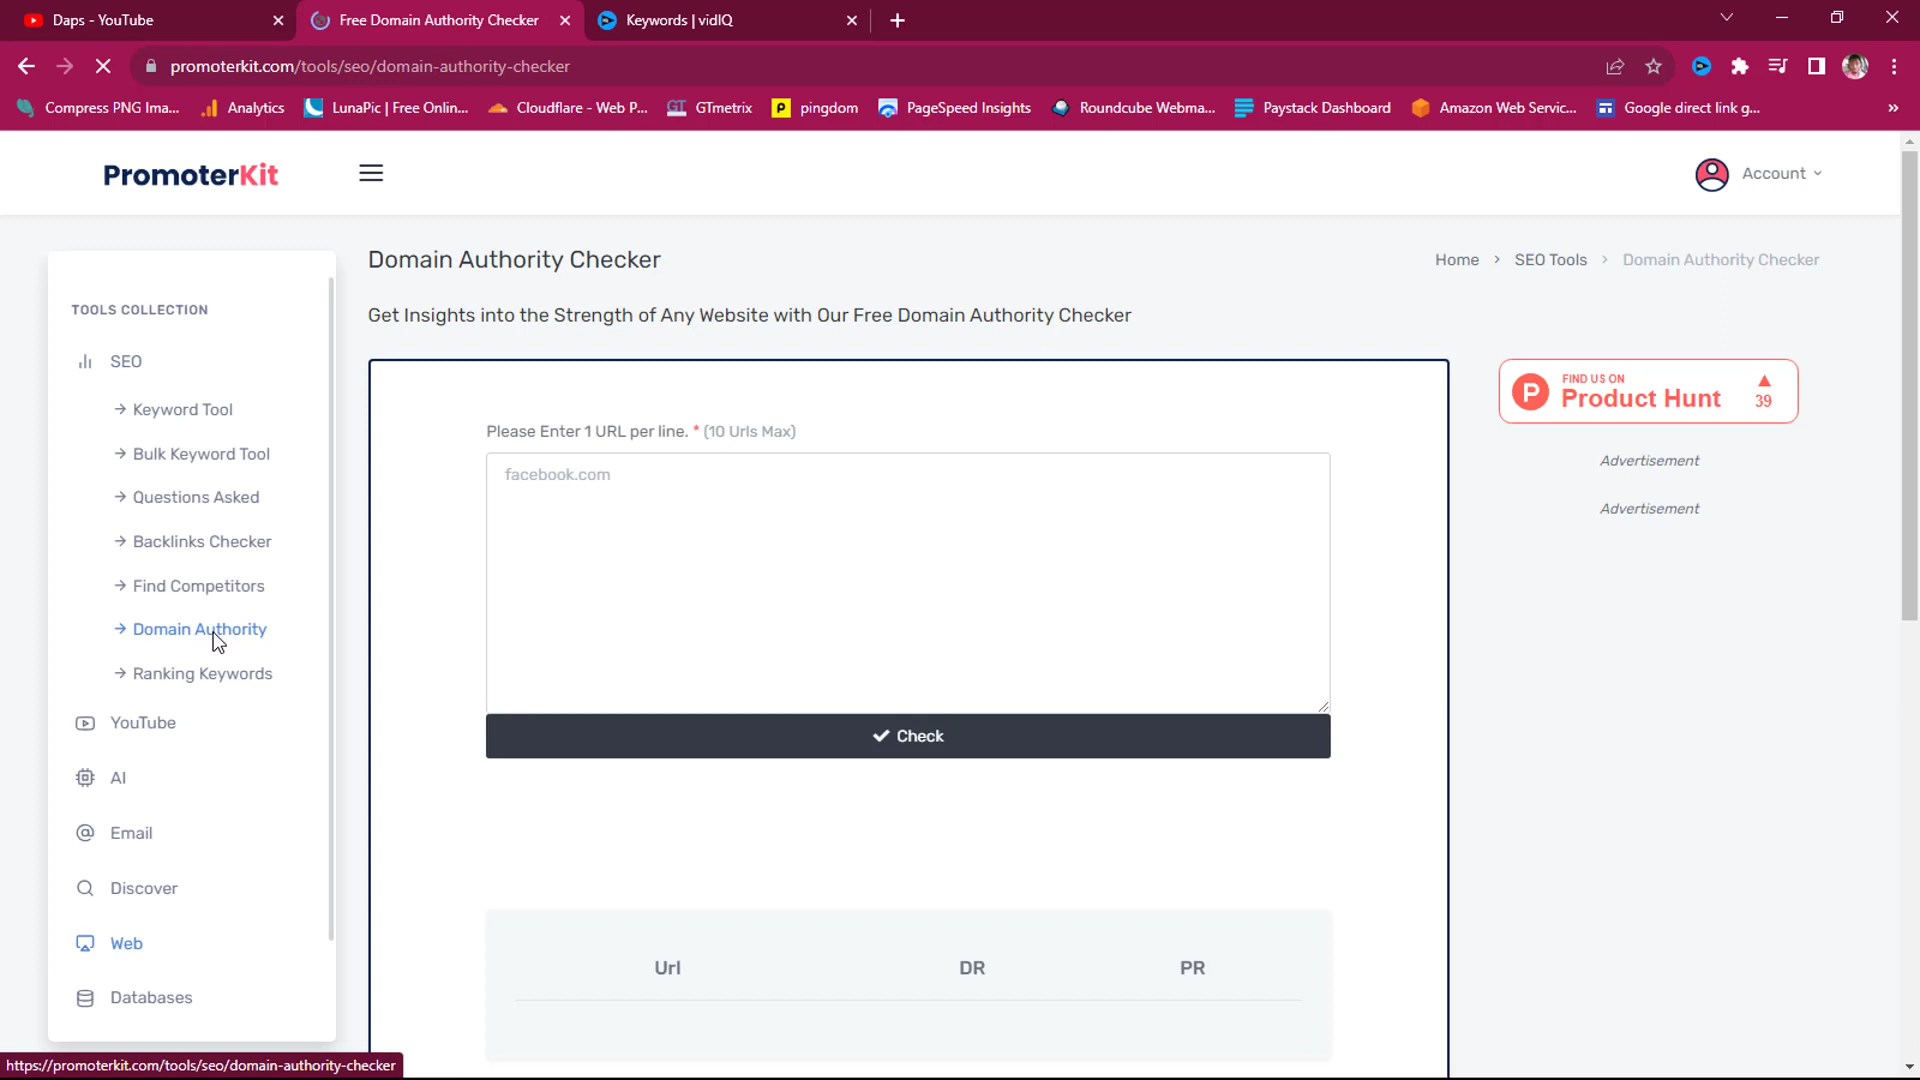 Daps - YouTube
Free Domain Authority Checker
Keywords | vidIQ
promoterkit.com/tools/seo/domain-authority-checker
Compress PNG Ima...
Analytics
LunaPic | Free Onlin...
Cloudflare - Web P...
GT
GTmetrix
pingdom
PageSpeed Insights
Roundcube Webma...
Paystack Dashboard
Amazon Web Servic...
Google direct link g...
»
PromoterKit
Account
Domain Authority Checker
Home > SEO Tools > Domain Authority Checker
Get Insights into the Strength of Any Website with Our Free Domain Authority Checker
TOOLS COLLECTION
SEO
→ Keyword Tool
→ Bulk Keyword Tool
→ Questions Asked
→ Backlinks Checker
→ Find Competitors
→ Domain Authority
→ Ranking Keywords
YouTube
AI
Email
Discover
Web
Databases
Please Enter 1 URL per line. * (10 Urls Max)
facebook.com
Check
Url DR PR
P
FIND US ON
Product Hunt
39
Advertisement
Advertisement
https://promoterkit.com/tools/seo/domain-authority-checker